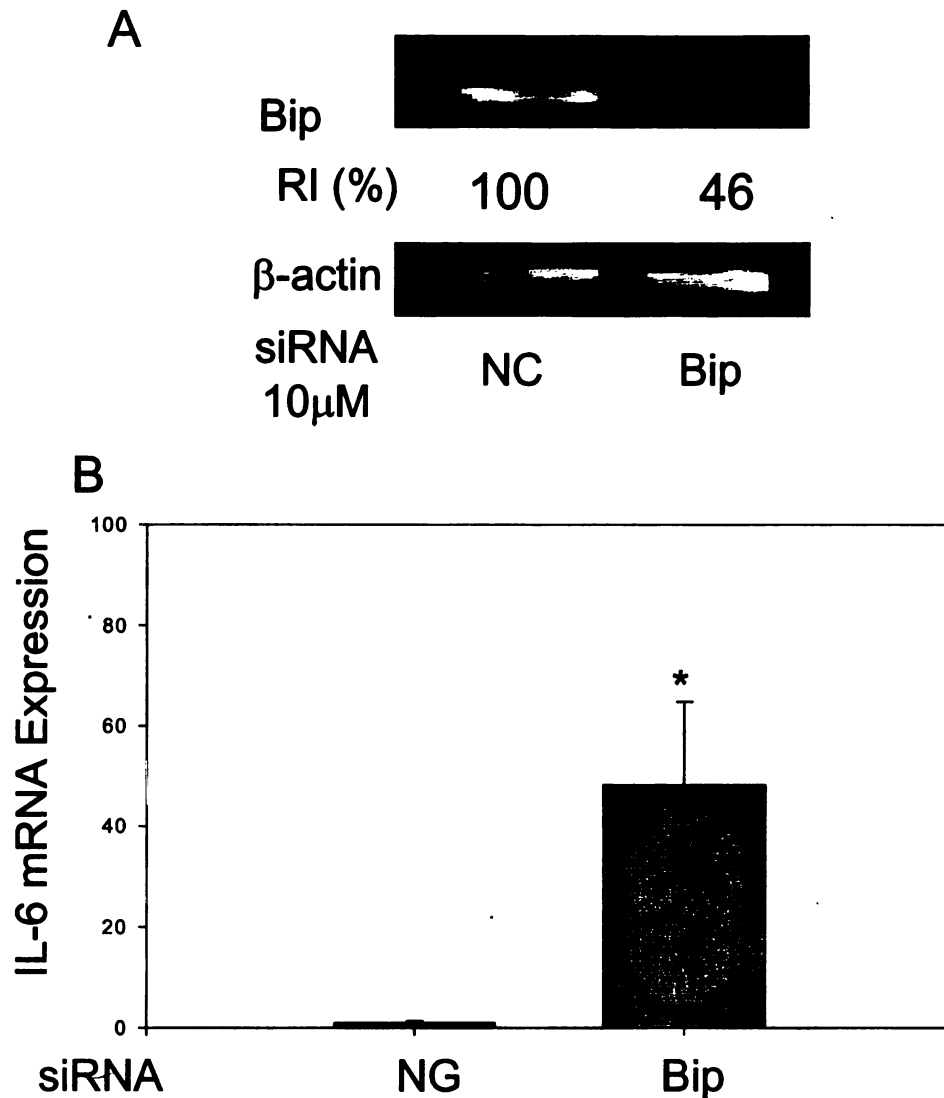 A
Bip
RI (%) 100 46
β-actin
siRNA
10μM
NC Bip
B
IL-6 mRNA Expression
100
80
60
40
20
0
*
siRNA NG Bip